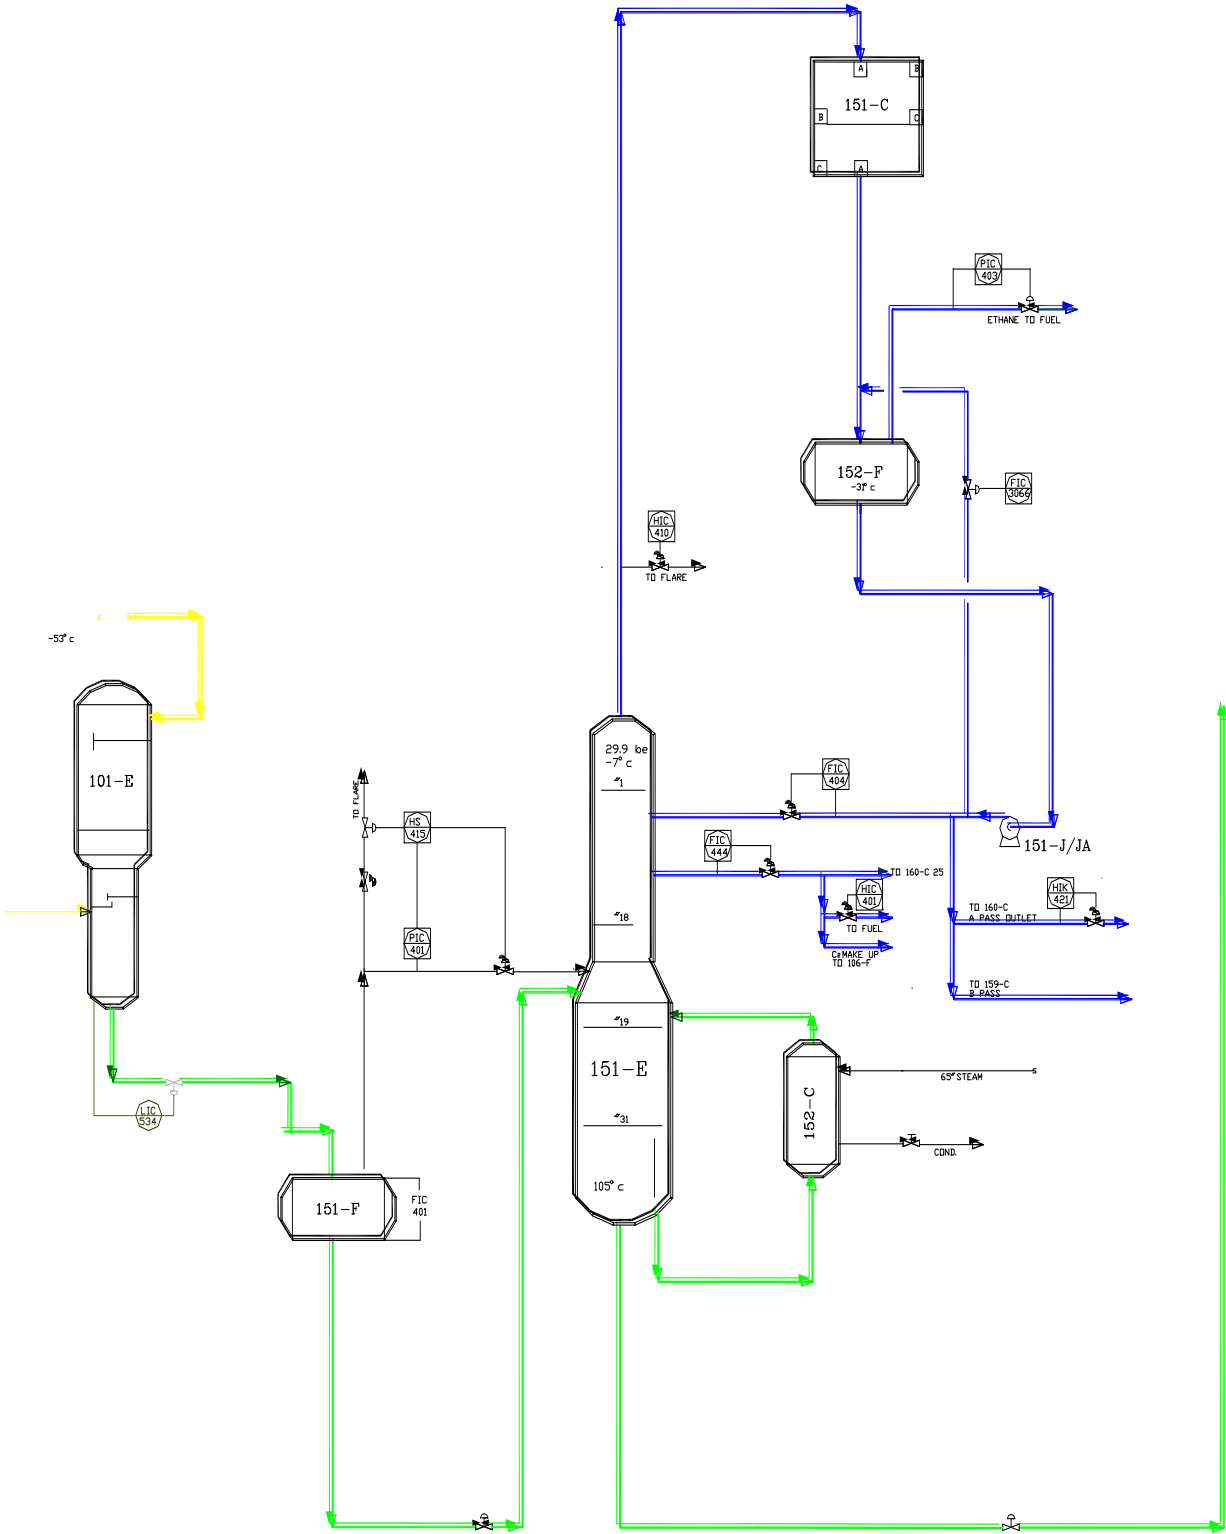 A
B
151-C
B
C
C
A
PIC
403
ETHANE TO FUEL
152-F
-31° c
FIC
3066
HIC
410
TO FLARE
s
-53° c
29.9
-7° c
FIC
404
101-E
1
TO FLARE
HS
415
FIC
444
151-J/JA
TO 160-C 25
HIC
401
HIK
421
TO 160-C
A PASS OUTLET
18
TO FUEL
PIC
401
C2 MAKE UP
TO 106-F
TO 159-C
B PASS
19
151-E
65# STEAM
s
152-C
LIC
534
31
COND.
105° c
151-F
FIC
401